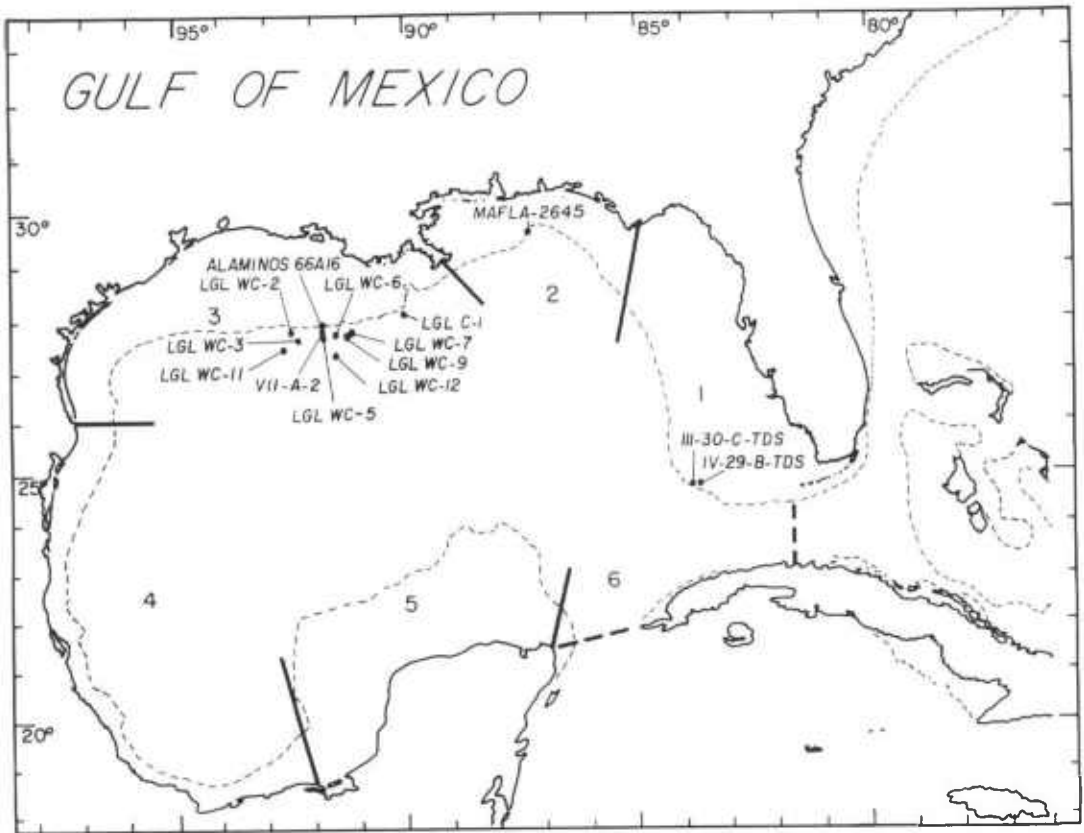 95°
90°
85°
80°
GULF OF MEXICO
30°
MAFLA-2645
ALAMINOS 66A16
LGL WC-2
LGL WC-6
2
3
LGL C-1
LGL WC-3
LGL WC-7
LGL WC-9
LGL WC-11
VII-A-2
LGL WC-12
LGL WC-5
1
III-30-C-TDS
IV-29-B-TDS
25°
4
5
6
20°